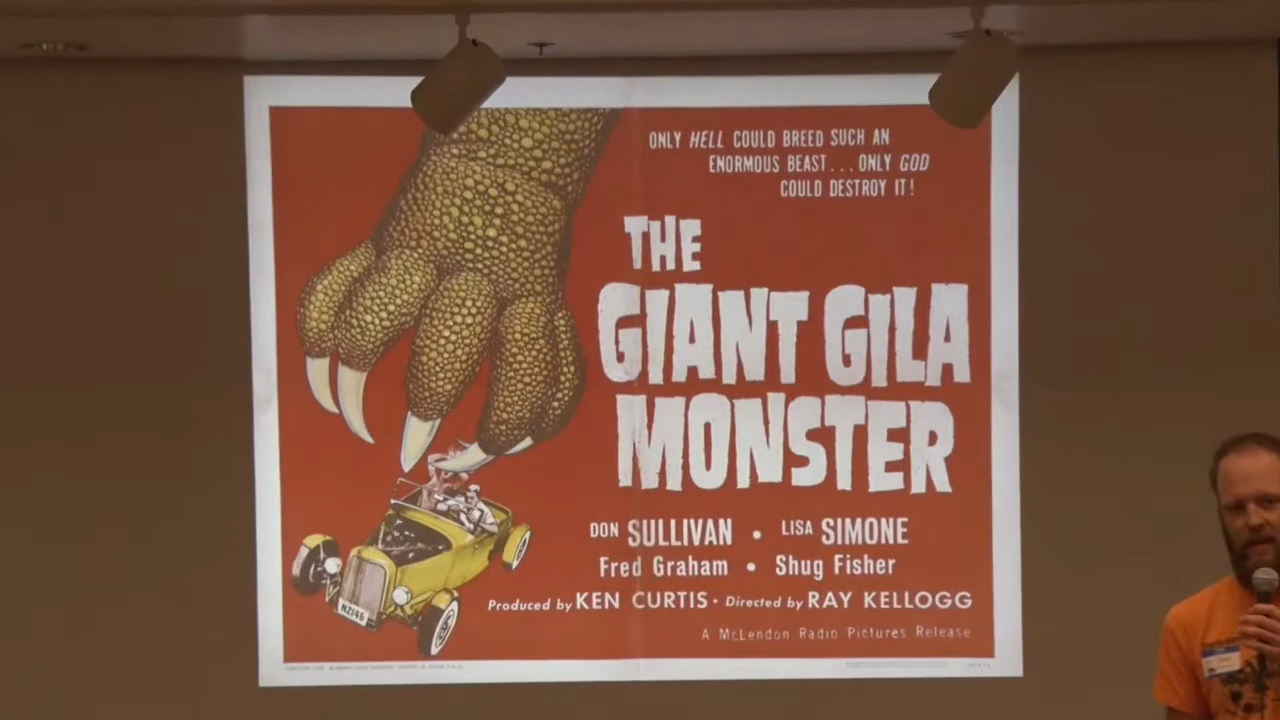 ONLY HELL COULD BREED SUCH AN
ENORMOUS BEAST...ONLY GOD
COULD DESTROY IT!
THE
GIANT GILA
MONSTER
DON SULLIVAN • LISA SIMONE
Fred Graham • Shug Fisher
Produced by KEN CURTIS • Directed by RAY KELLOGG
A McLendon Radio Pictures Release
NZ146